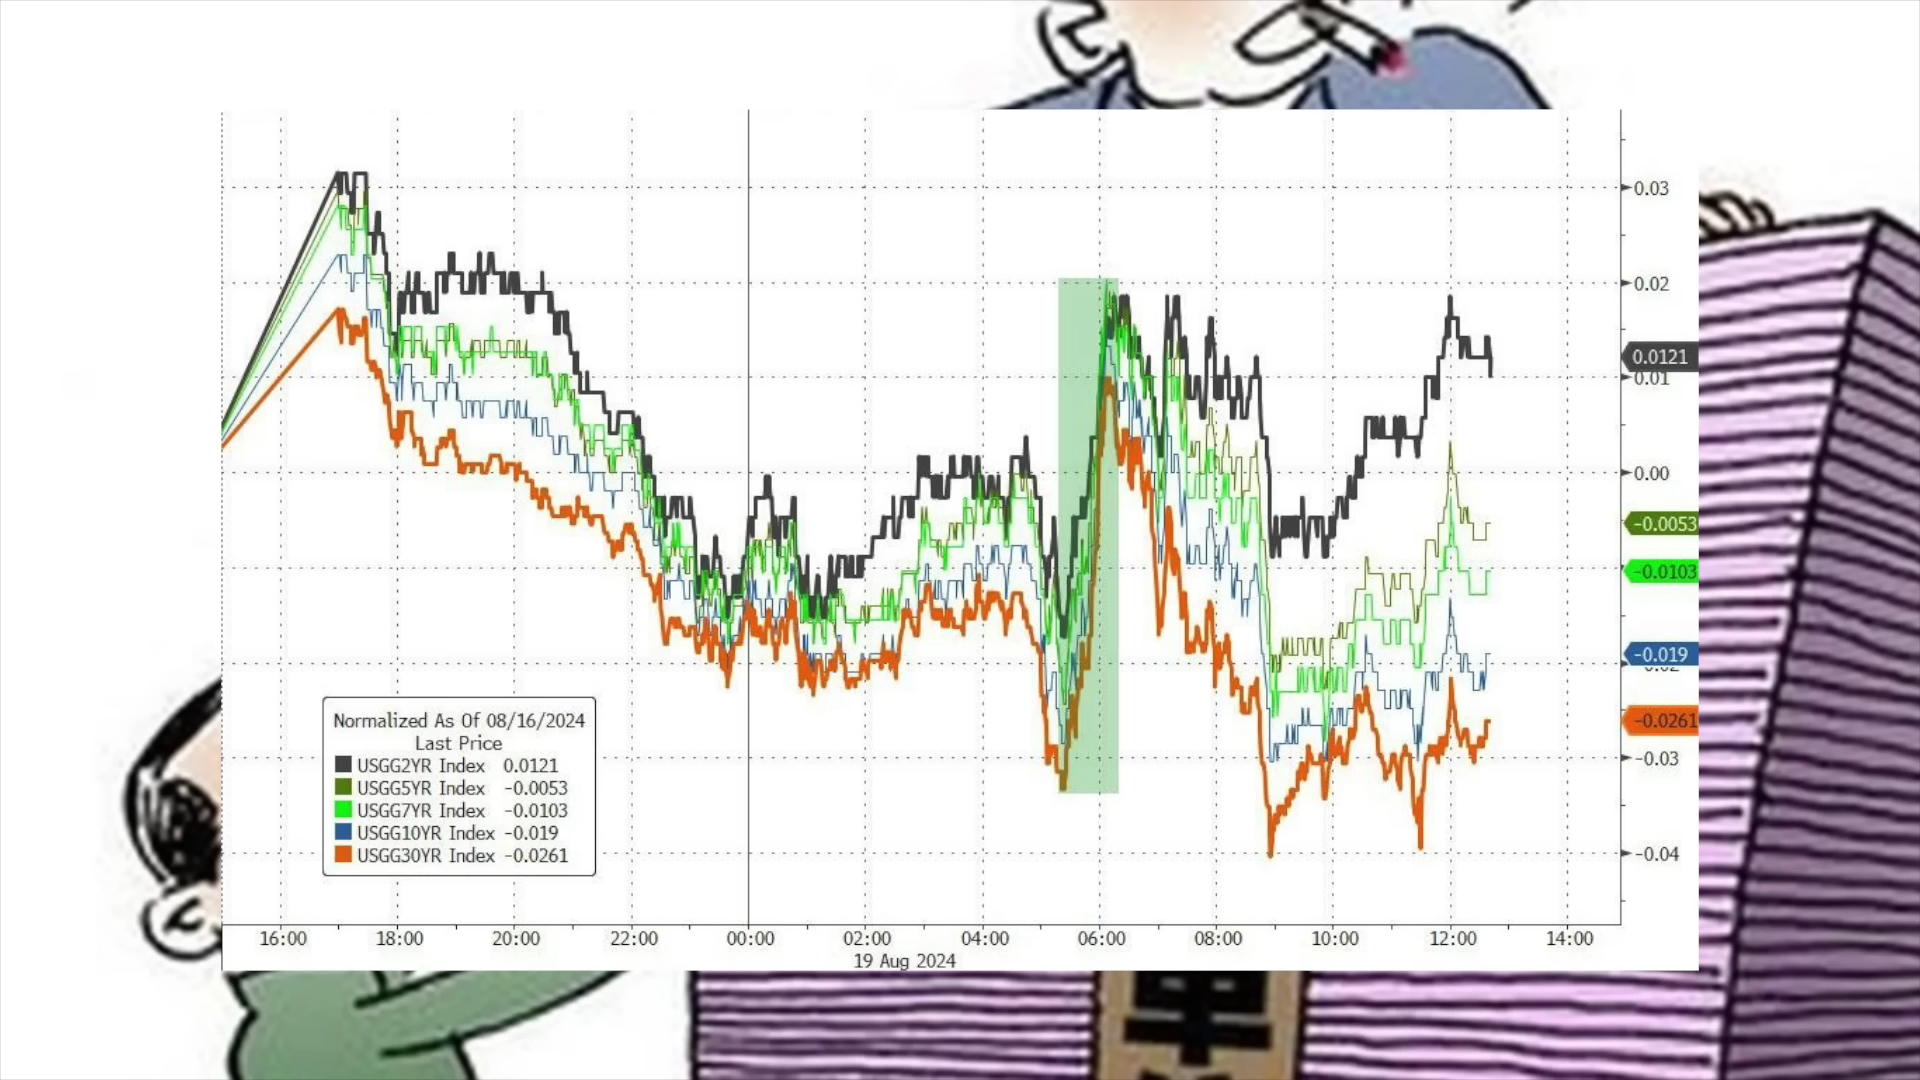 0.03
0.02
0.0121
0.01
0.00
-0.0053
-0.0103
-0.019
-0.0261
-0.03
-0.04
Normalized As Of 08/16/2024
Last Price
USGG2YR Index 0.0121
USGG5YR Index -0.0053
USGG7YR Index -0.0103
USGG10YR Index -0.019
USGG30YR Index -0.0261
16:00 18:00 20:00 22:00 00:00 02:00 04:00 06:00 08:00 10:00 12:00 14:00
19 Aug 2024